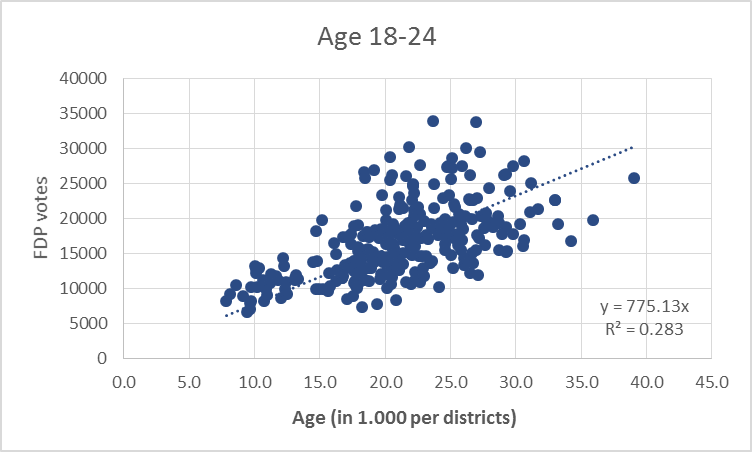 Age 18-24
FDP votes
40000
35000
30000
25000
20000
15000
10000
5000
0
y = 775.13x
R² = 0.283
0.0 5.0 10.0 15.0 20.0 25.0 30.0 35.0 40.0 45.0
Age (in 1.000 per districts)